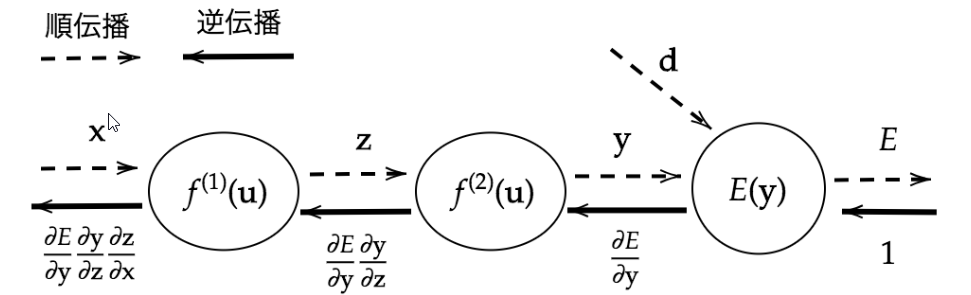 順伝播 逆伝播
d
x z y E
f⁽¹⁾(u) f⁽²⁾(u) E(y)
∂E/∂y ∂y/∂z ∂z/∂x ∂E/∂y ∂y/∂z ∂E/∂y 1